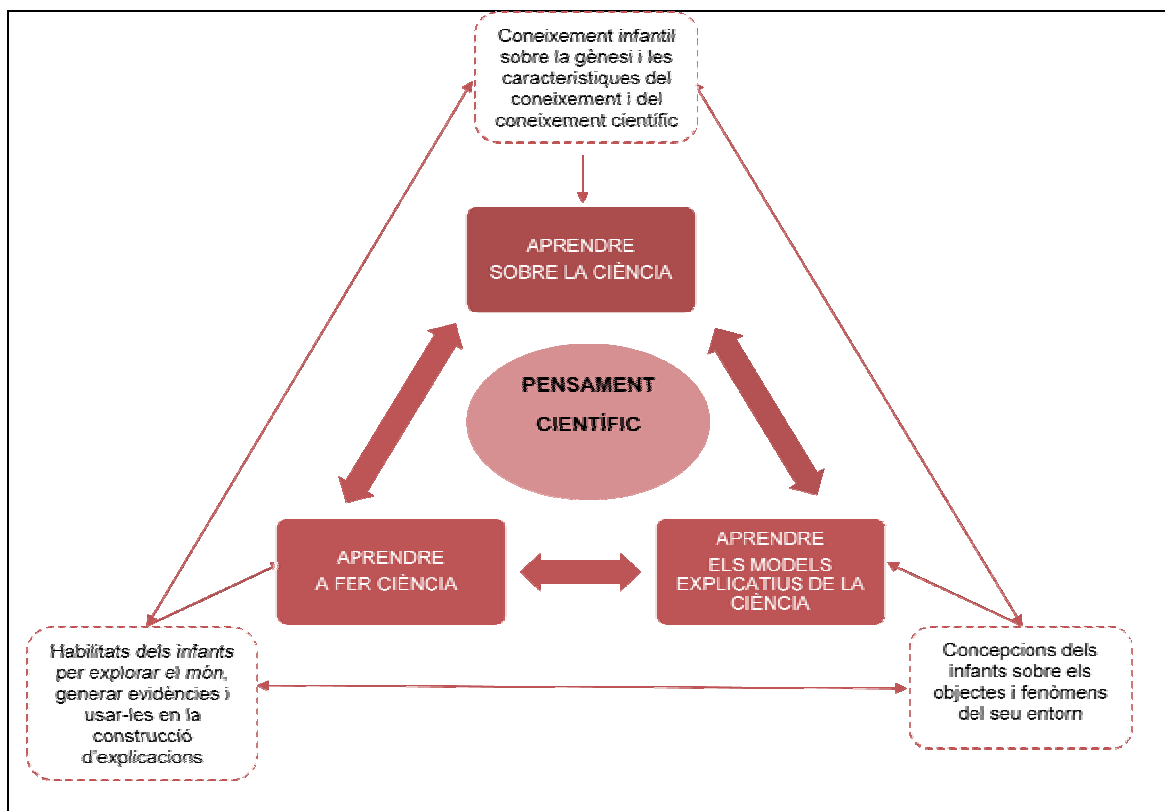 Coneixement infantil
sobre la gènesi i les
característiques del
coneixement i del
coneixement científic
APRENDRE
SOBRE LA CIÈNCIA
PENSAMENT
CIENTÍFIC
APRENDRE
A FER CIÈNCIA
APRENDRE
ELS MODELS
EXPLICATIUS DE LA
CIÈNCIA
Habilitats dels infants
per explorar el món,
generar evidències i
usar-les en la
construcció
d'explicacions
Concepcions dels
infants sobre els
objectes i fenòmens
del seu entorn